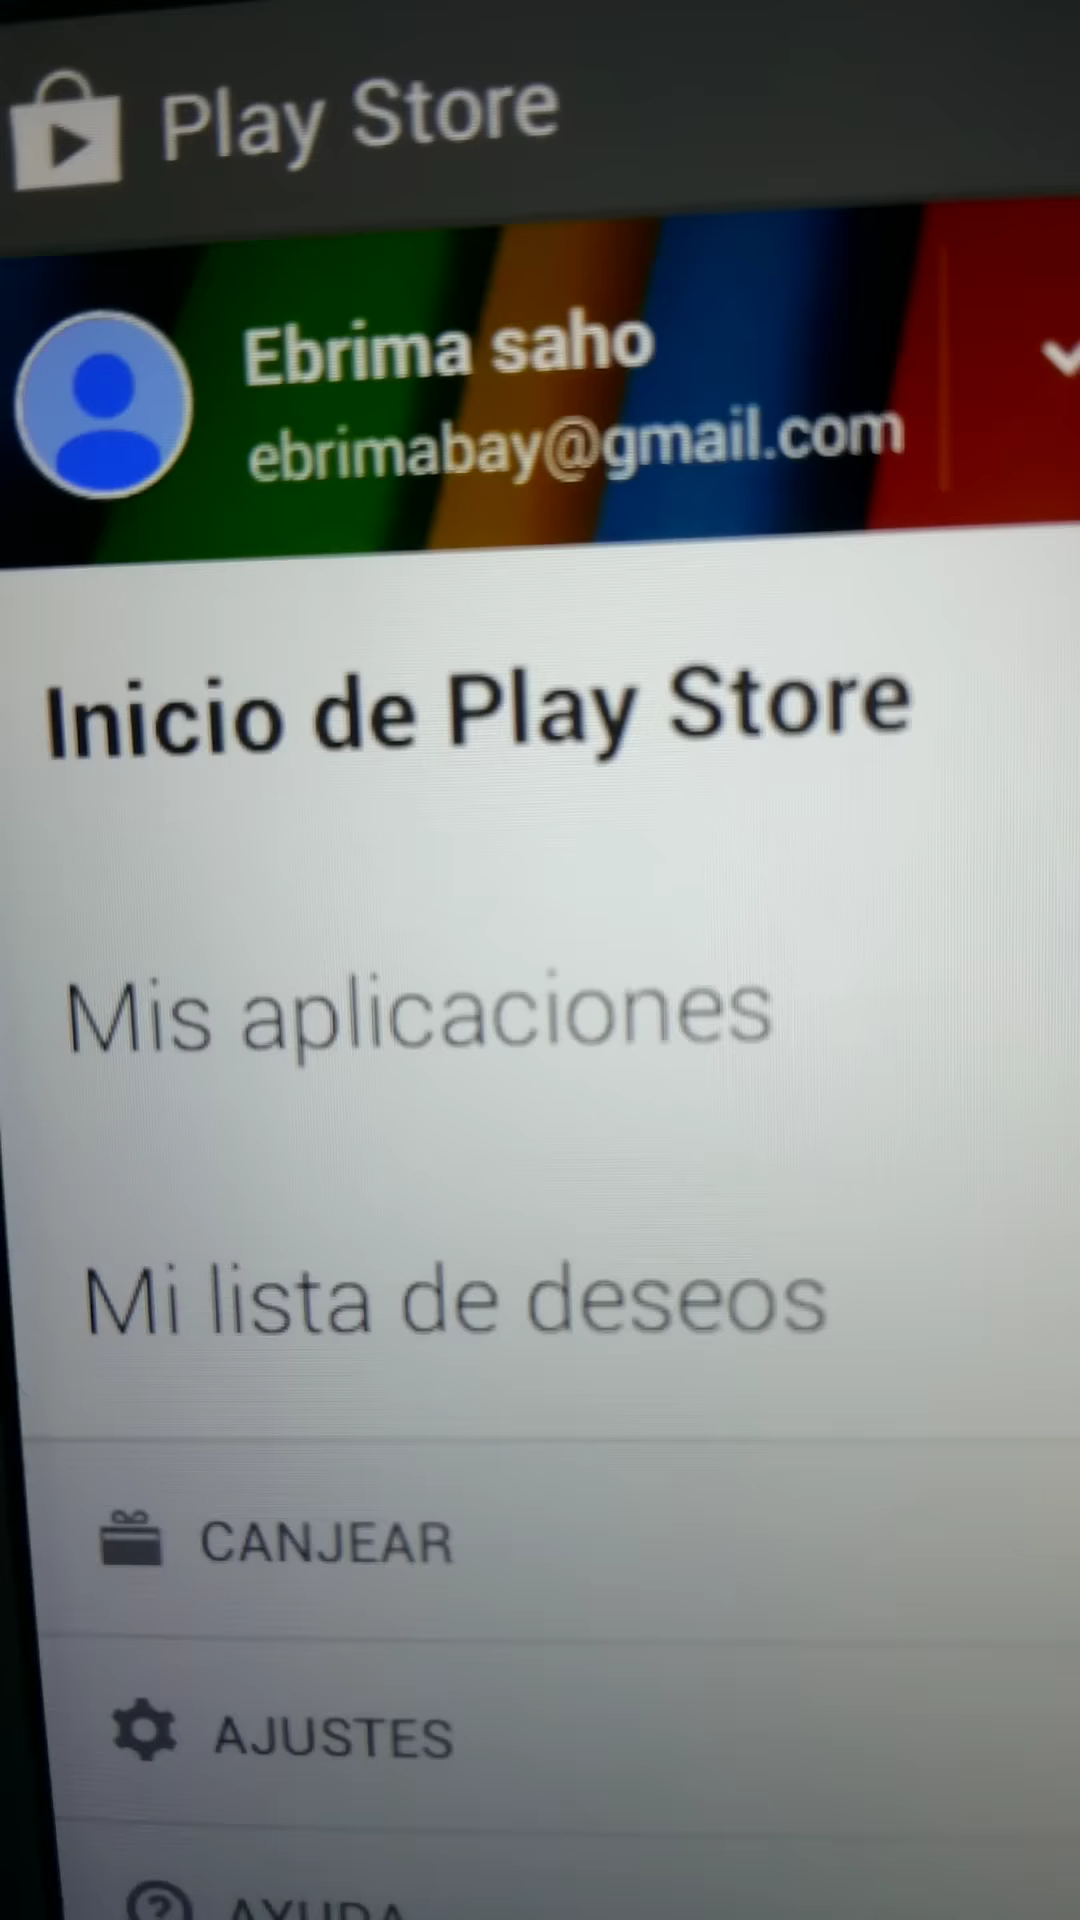 Play Store
Ebrima saho
ebrimabay@gmail.com
Inicio de Play Store
Mis aplicaciones
Mi lista de deseos
CANJEAR
AJUSTES
AYUDA